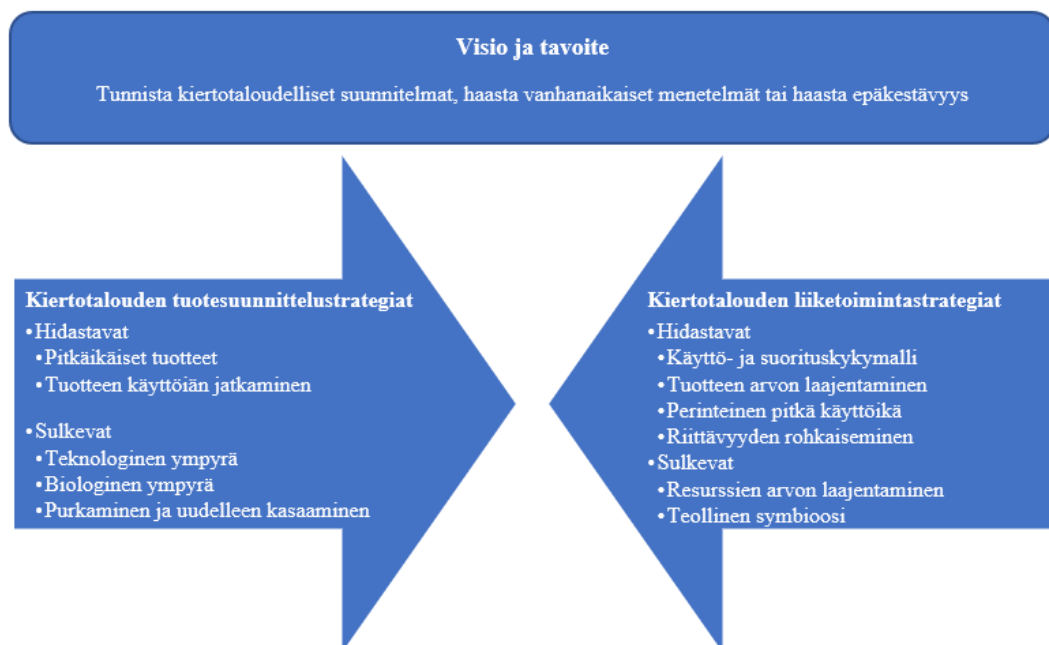 Visio ja tavoite
Tunnista kiertotaloudelliset suunnitelmat, haasta vanhanaikaiset menetelmät tai haasta epäkestävyys
Kiertotalouden tuotesuunnittelustrategiat
•Hidastavat
•Pitkäikäiset tuotteet
•Tuotteen käyttöiän jatkaminen
•Sulkevat
•Teknologinen ympyrä
•Biologinen ympyrä
•Purkaminen ja uudelleen kasaaminen
Kiertotalouden liiketoimintastrategiat
•Hidastavat
•Käyttö- ja suorituskykymalli
•Tuotteen arvon laajentaminen
•Perinteinen pitkä käyttöikä
•Riittävyyden rohkaiseminen
•Sulkevat
•Resurssien arvon laajentaminen
•Teollinen symbioosi